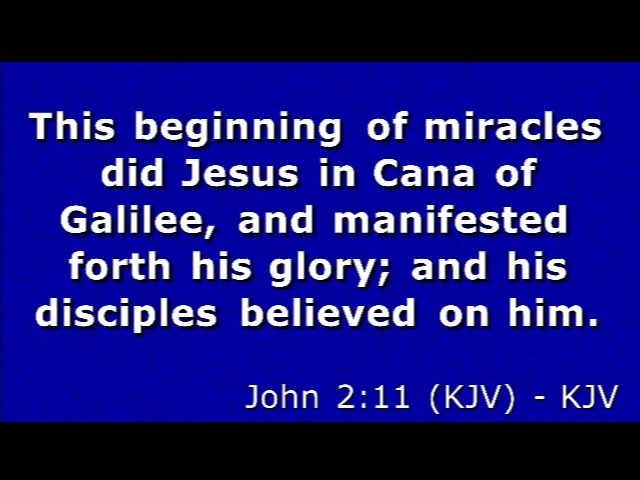 This beginning of miracles
did Jesus in Cana of
Galilee, and manifested
forth his glory; and his
disciples believed on him.
John 2:11 (KJV) - KJV